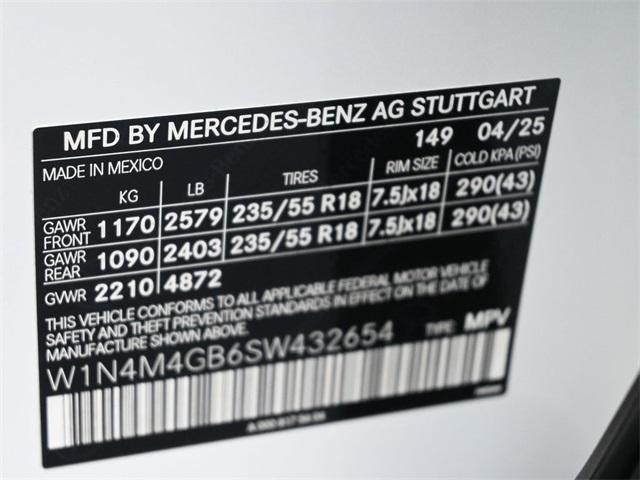 MFD BY MERCEDES-BENZ AG STUTTGART
MADE IN MEXICO 149 04/25
KG LB TIRES RIM SIZE COLD KPA (PSI)
GAWR FRONT 1170 2579 235/55 R18 7.5Jx18 290(43)
GAWR REAR 1090 2403 235/55 R18 7.5Jx18 290(43)
GVWR 2210 4872
THIS VEHICLE CONFORMS TO ALL APPLICABLE FEDERAL MOTOR VEHICLE
SAFETY AND THEFT PREVENTION STANDARDS IN EFFECT ON THE DATE OF
MANUFACTURE SHOWN ABOVE.
W1N4M4GB6SW432654 TYPE: MPV